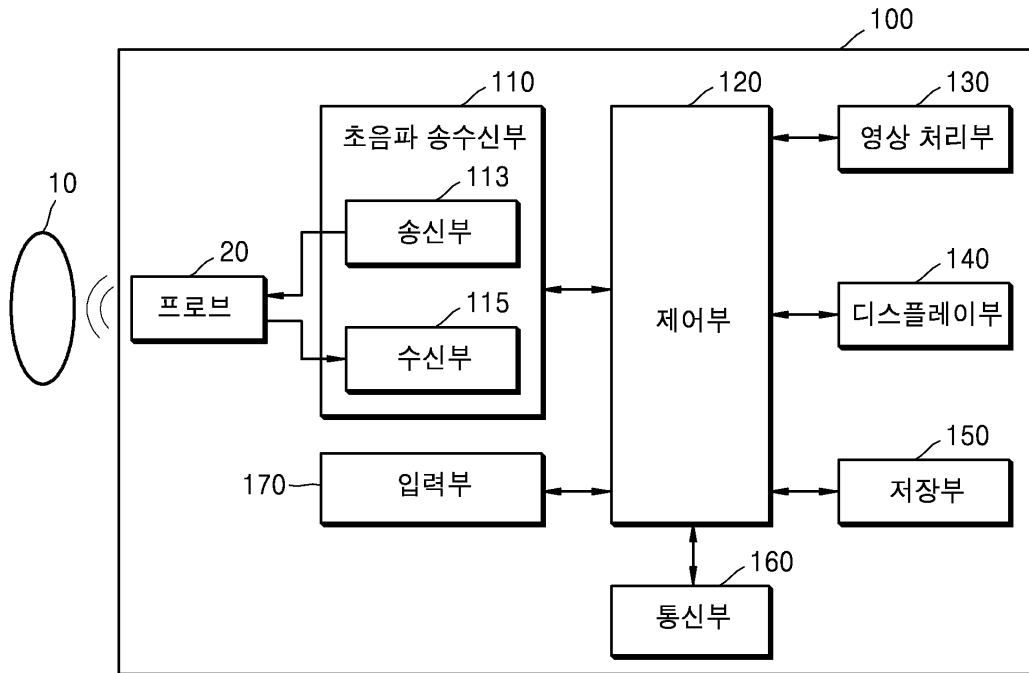 100
110
120
130
초음파 송수신부
영상 처리부
10
113
송신부
20
프로브
140
제어부
디스플레이부
115
수신부
150
170
입력부
저장부
160
통신부